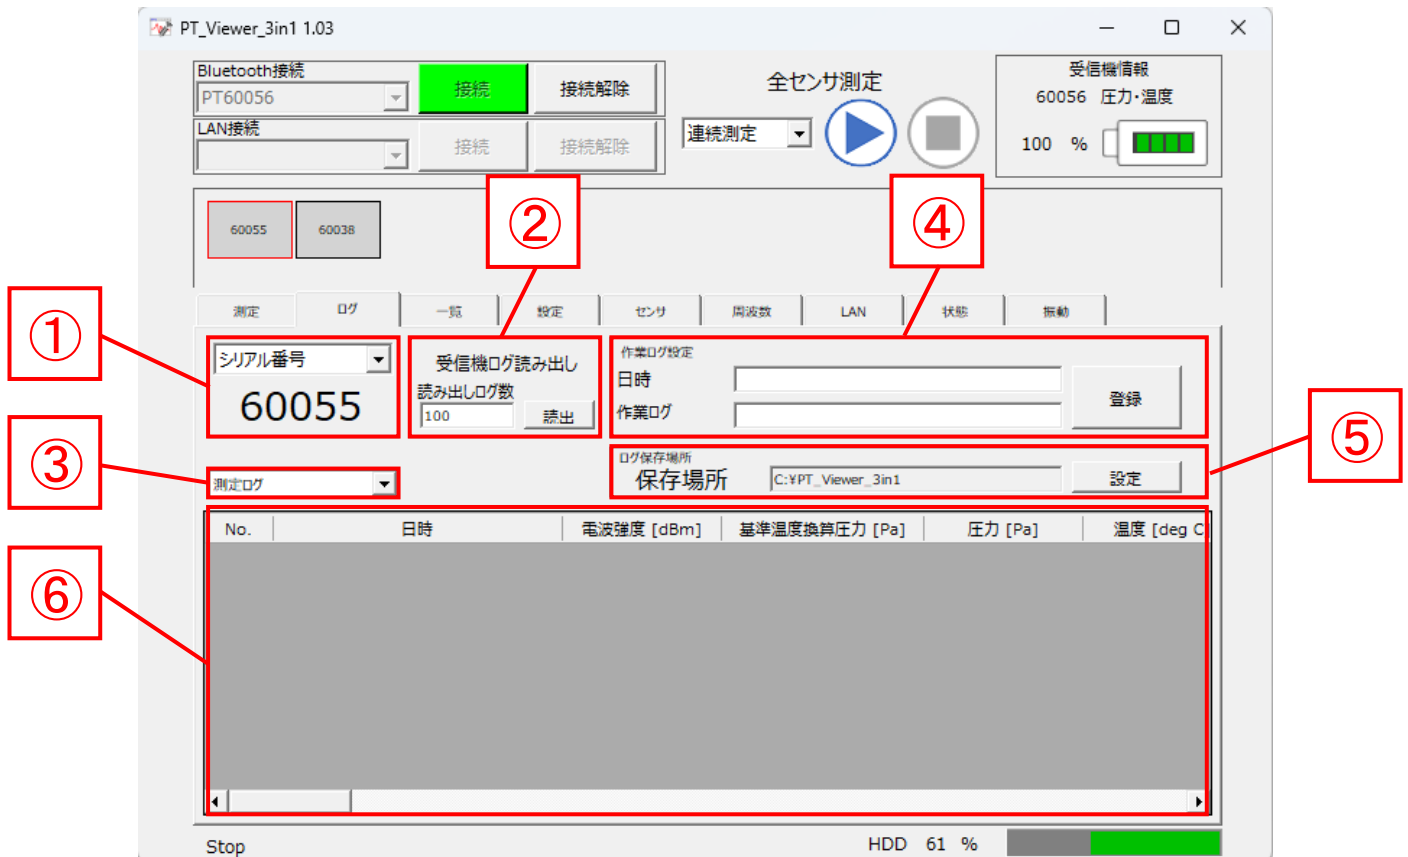 PT_Viewer_3in1 1.03
Bluetooth接続
PT60056
接続
接続解除
LAN接続
接続
接続解除
全センサ測定
連続測定
受信機情報
60056 圧力・温度
100 %
60055
60038
②
④
測定
ログ
一覧
設定
センサ
周波数
LAN
状態
振動
①
シリアル番号
60055
受信機ログ読み出し
読み出しログ数
100
読出
作業ログ設定
日時
作業ログ
登録
⑤
③
測定ログ
ログ保存場所
保存場所
C:¥PT_Viewer_3in1
設定
No.
日時
電波強度 [dBm]
基準温度換算圧力 [Pa]
圧力 [Pa]
温度 [deg C]
⑥
Stop
HDD 61 %